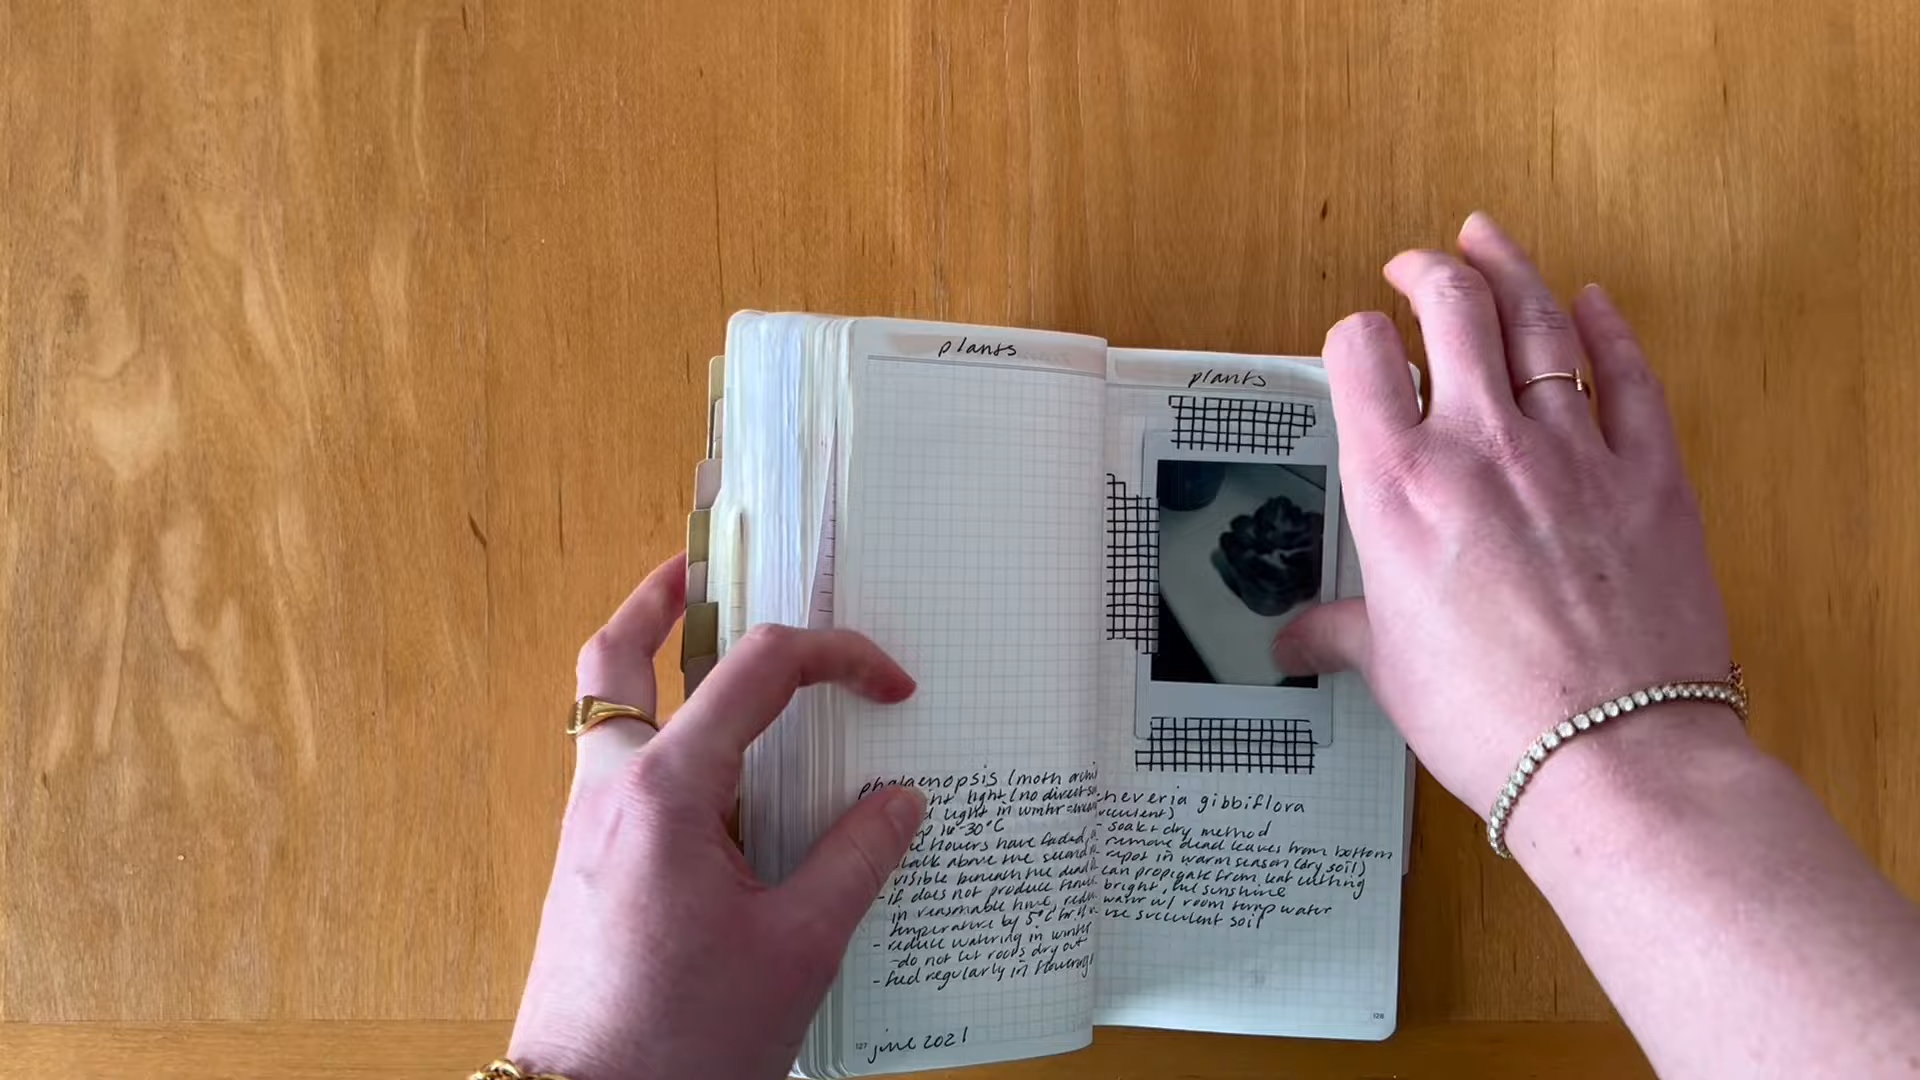 plants
phalaenopsis (moth
light (no direct
light in winter =
16-30°C
flowers have faded,
stalk above the second
visible beneath the dead
- if does not produce
in reasonable time, reduce
temperature by 5°C for
- reduce watering in winter
- do not let roots dry out
- feed regularly in flowering
127 june 2021
plants
cheveria gibbiflora
succulent)
- soak + dry method
- remove dead leaves from bottom
- repot in warm season (dry soil)
can propigate from leaf cutting
bright, full sunshine
water w/ room temp water
use succulent soil
128